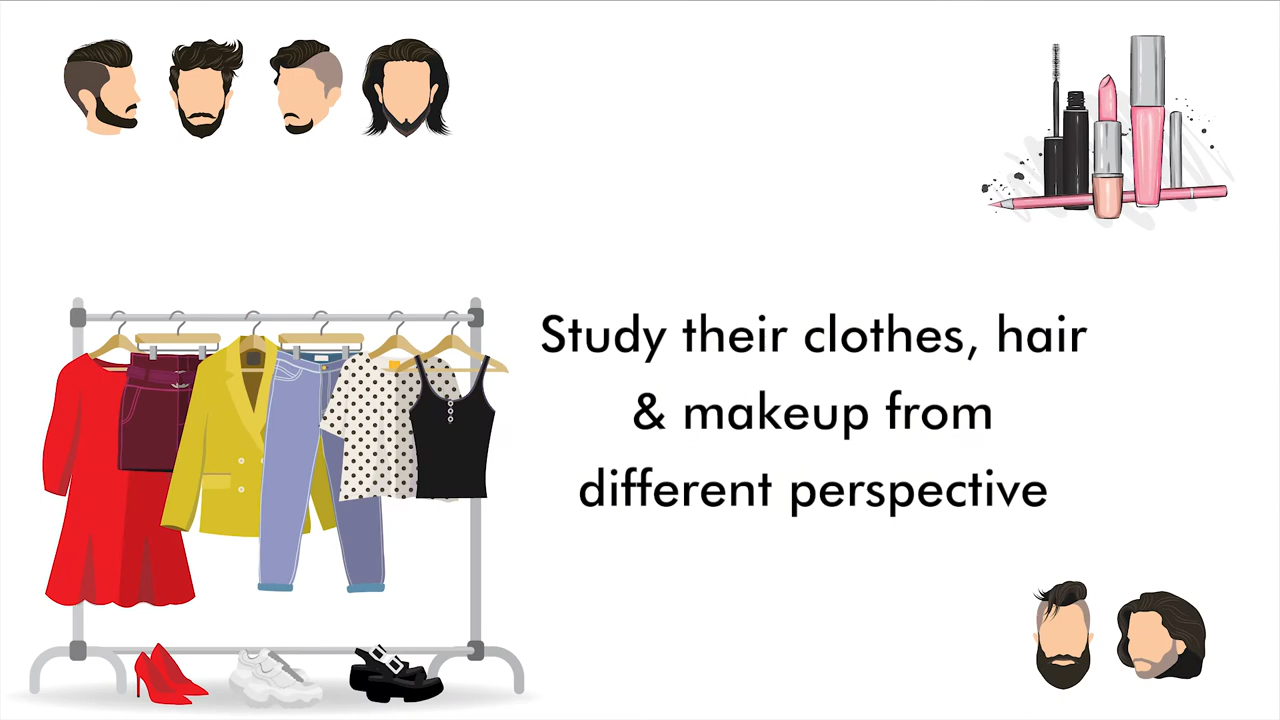 Study their clothes, hair
& makeup from
different perspective